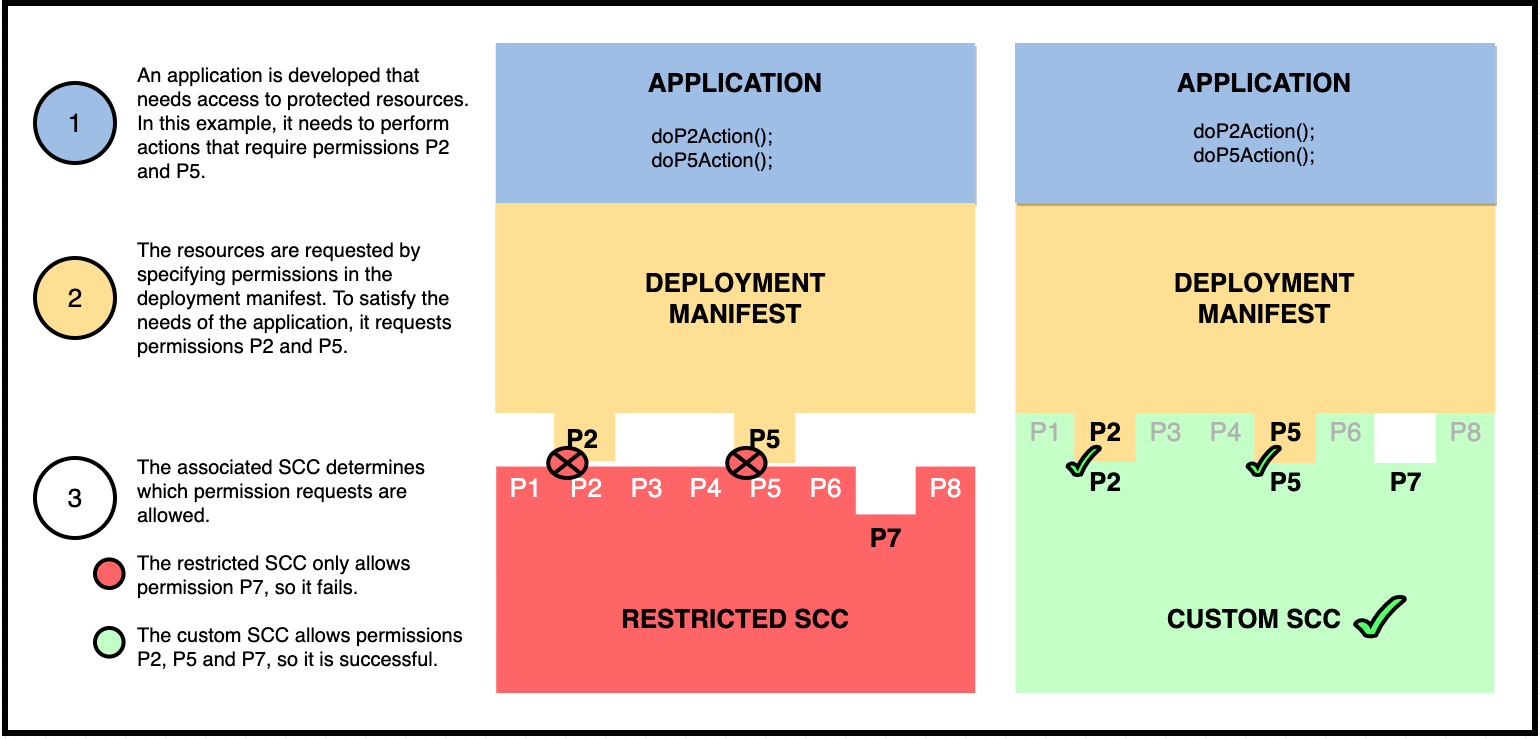 1
An application is developed that
needs access to protected resources.
In this example, it needs to perform
actions that require permissions P2
and P5.
2
The resources are requested by
specifying permissions in the
deployment manifest. To satisfy the
needs of the application, it requests
permissions P2 and P5.
3
The associated SCC determines
which permission requests are
allowed.
The restricted SCC only allows
permission P7, so it fails.
The custom SCC allows permissions
P2, P5 and P7, so it is successful.
APPLICATION
doP2Action();
doP5Action();
DEPLOYMENT
MANIFEST
P2 P5
P1 P2 P3 P4 P5 P6 P8
P7
RESTRICTED SCC
APPLICATION
doP2Action();
doP5Action();
DEPLOYMENT
MANIFEST
P1 P2 P3 P4 P5 P6 P8
P2 P5 P7
CUSTOM SCC